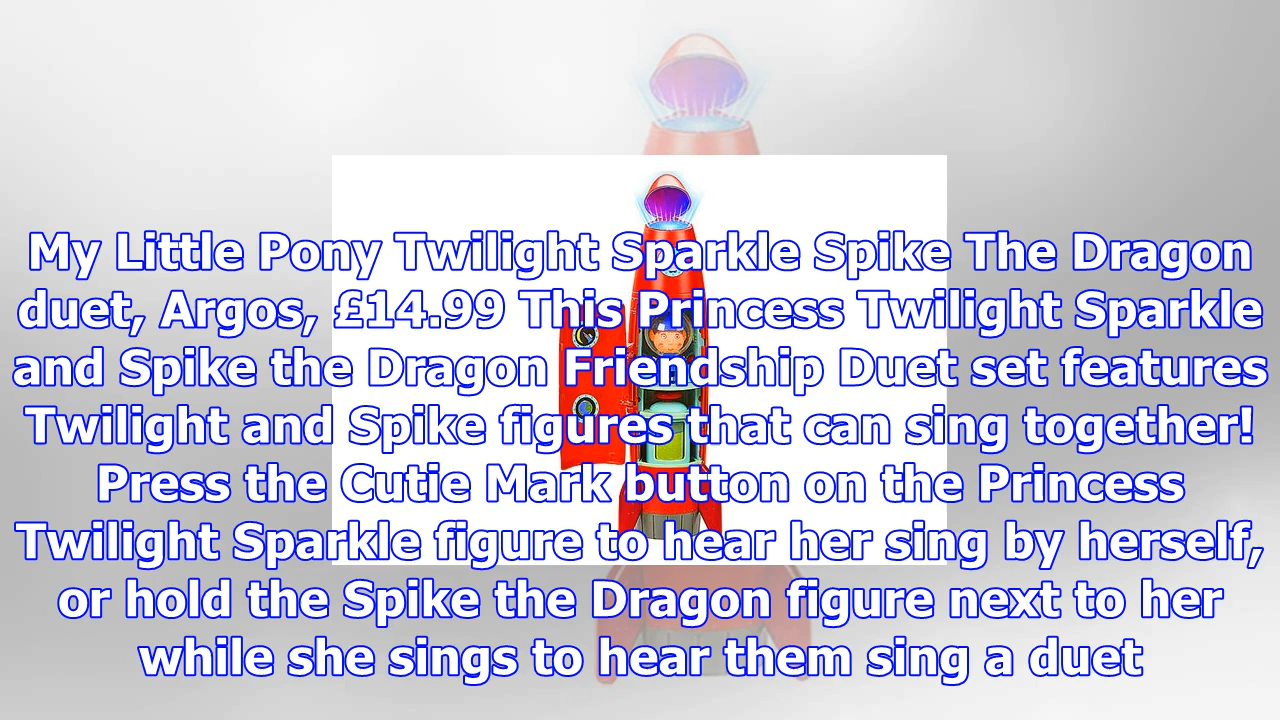 My Little Pony Twilight Sparkle Spike The Dragon
duet, Argos, £14.99 This Princess Twilight Sparkle
and Spike the Dragon Friendship Duet set features
Twilight and Spike figures that can sing together!
Press the Cutie Mark button on the Princess
Twilight Sparkle figure to hear her sing by herself,
or hold the Spike the Dragon figure next to her
while she sings to hear them sing a duet